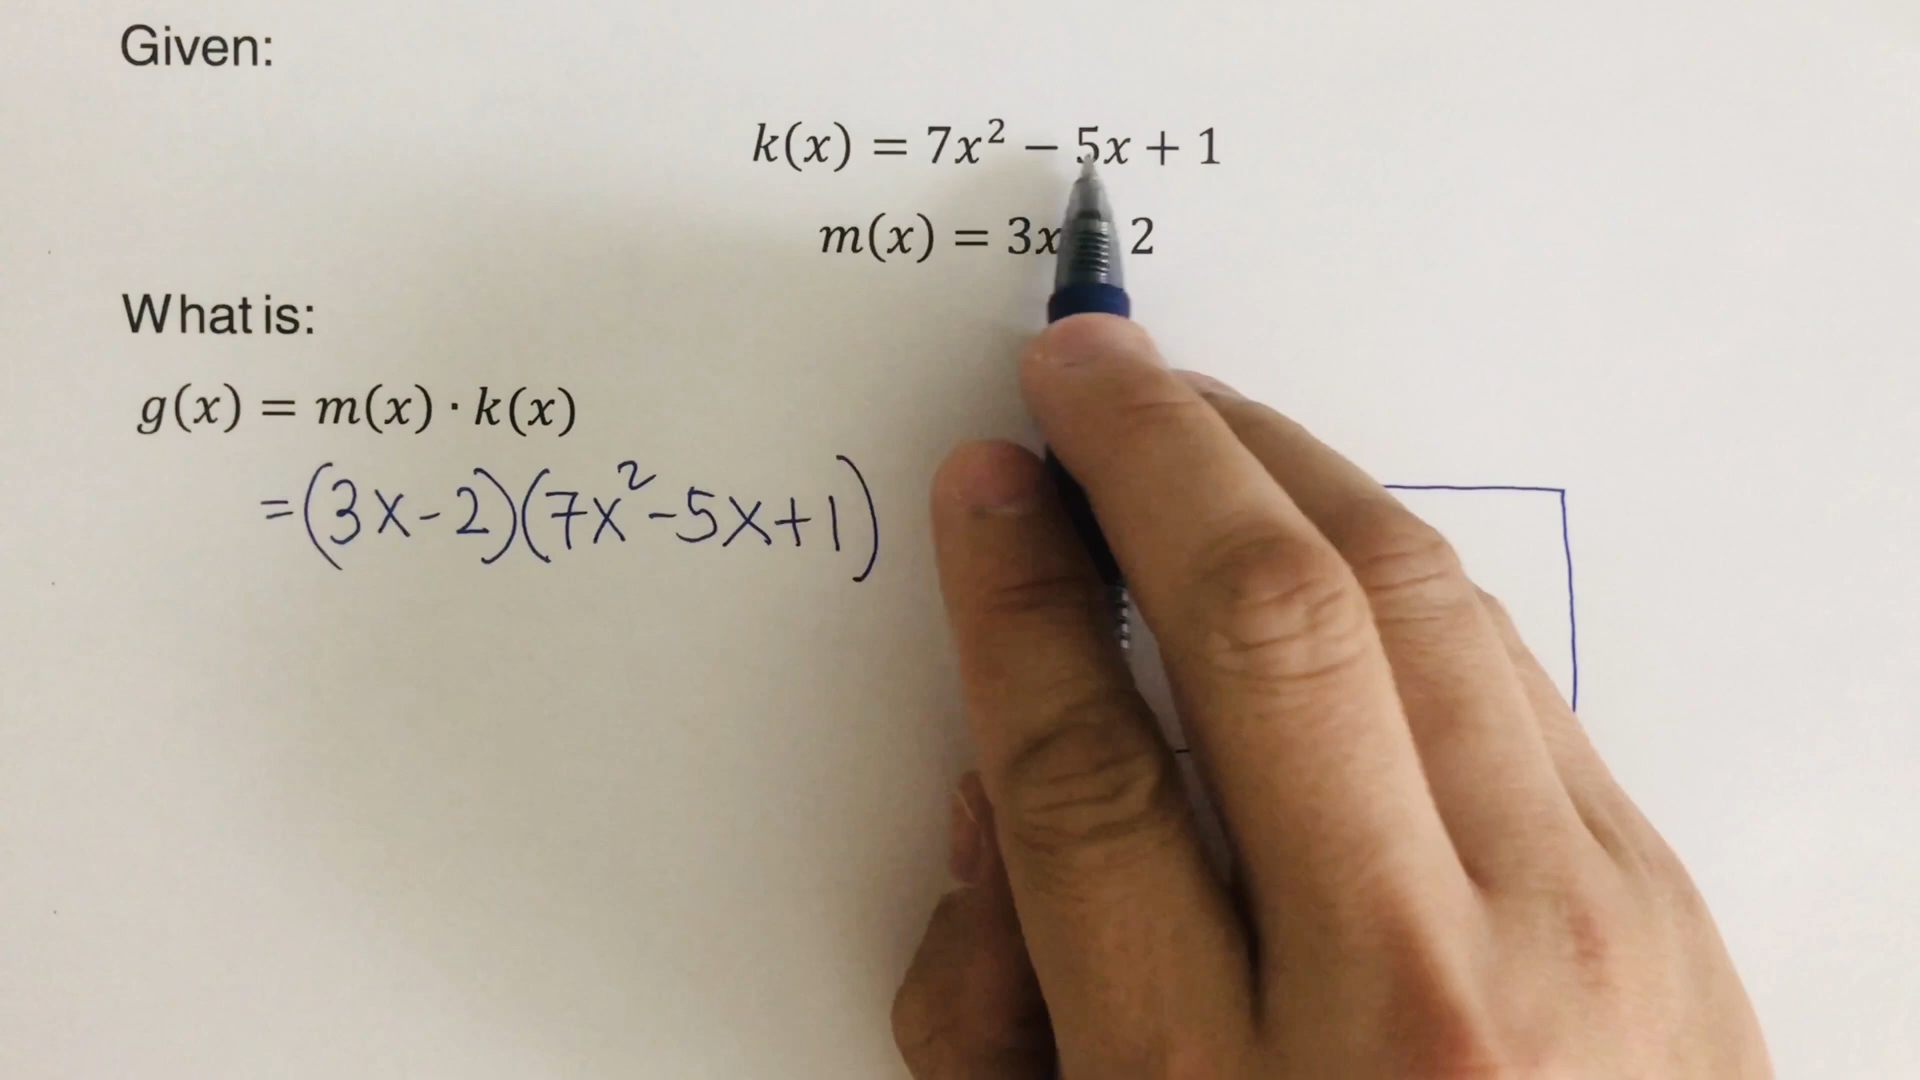 Given:
k(x) = 7x² − 5x + 1
m(x) = 3x 2
What is:
g(x) = m(x) · k(x)
=(3x-2)(7x²-5x+1)